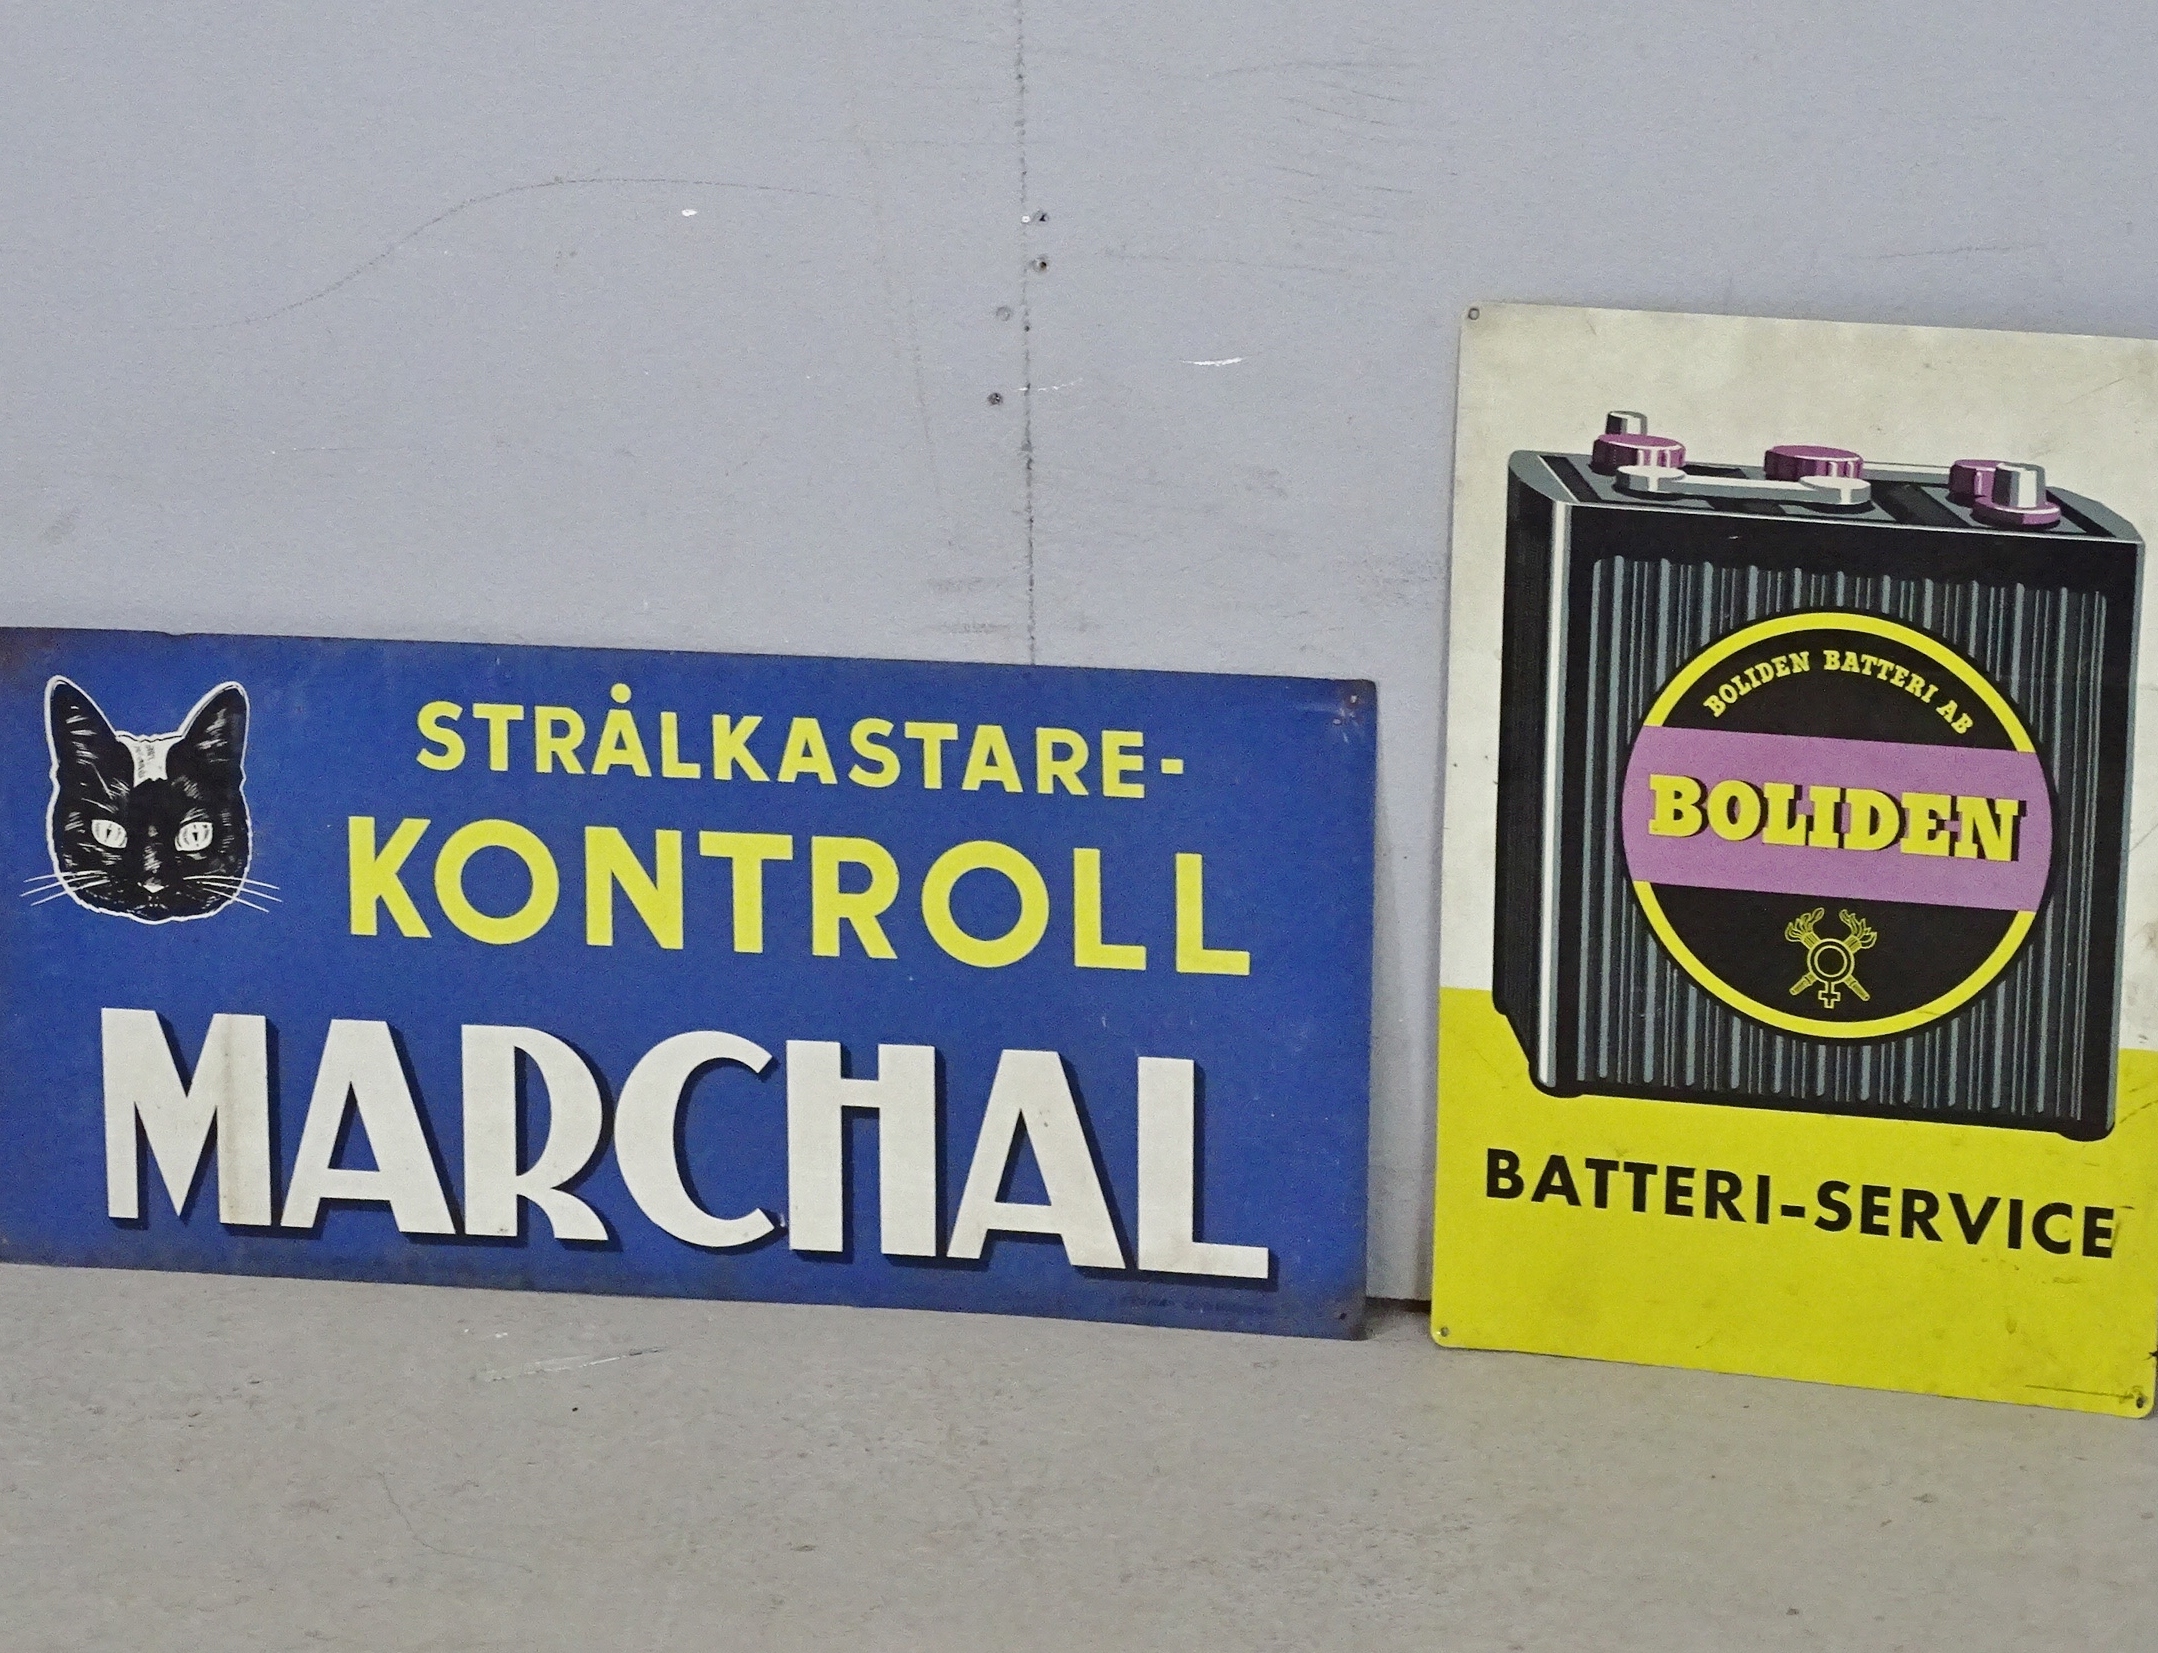 STRÅLKASTARE-
KONTROLL
MARCHAL
BOLIDEN BATTERI AB
BOLIDEN
BATTERI-SERVICE